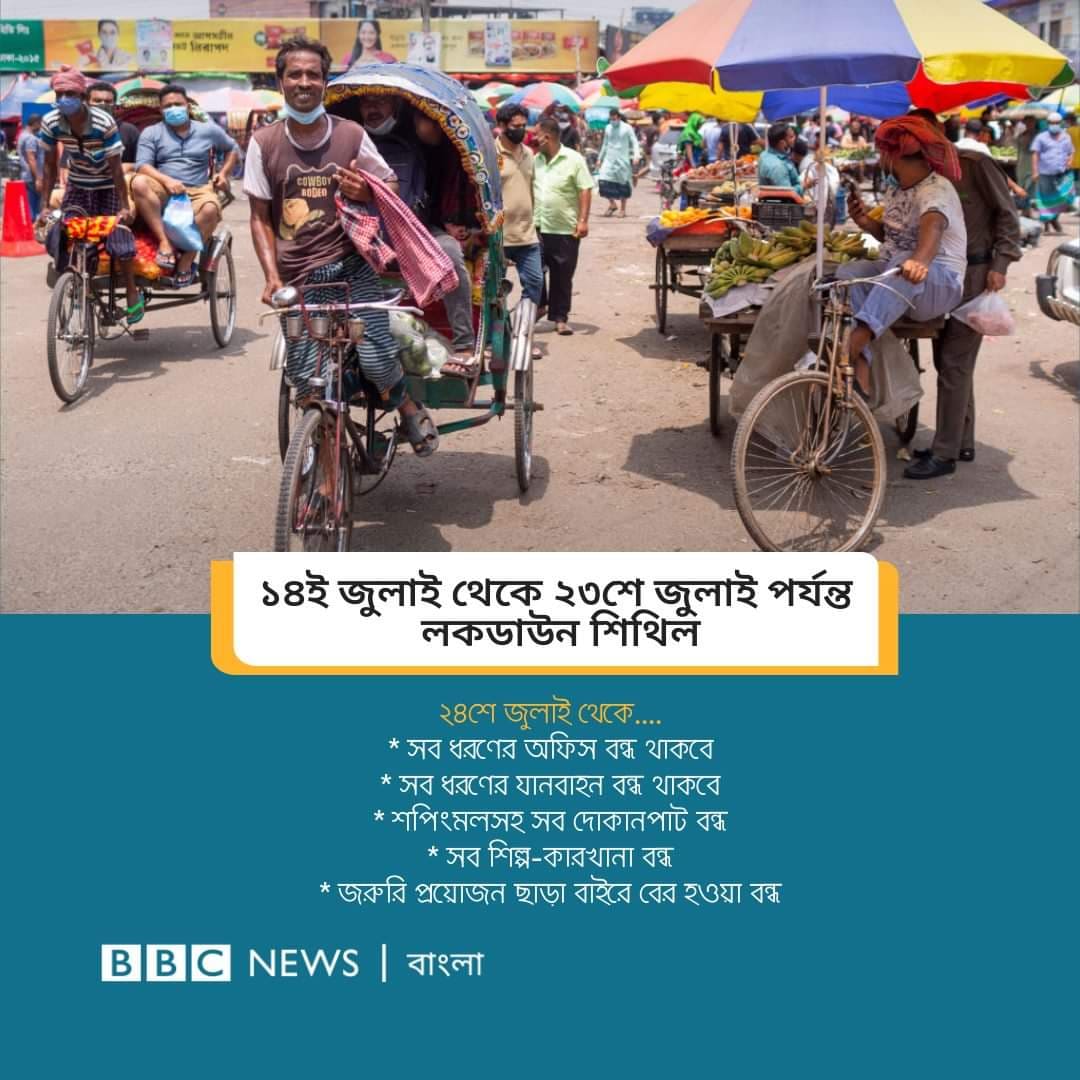 নিরাপদ
COWBOY
RODEO
১৪ই জুলাই থেকে ২৩শে জুলাই পর্যন্ত
লকডাউন শিথিল
২৪শে জুলাই থেকে....
* সব ধরণের অফিস বন্ধ থাকবে
* সব ধরণের যানবাহন বন্ধ থাকবে
* শপিংমলসহ সব দোকানপাট বন্ধ
* সব শিল্প-কারখানা বন্ধ
* জরুরি প্রয়োজন ছাড়া বাইরে বের হওয়া বন্ধ
BBC NEWS | বাংলা